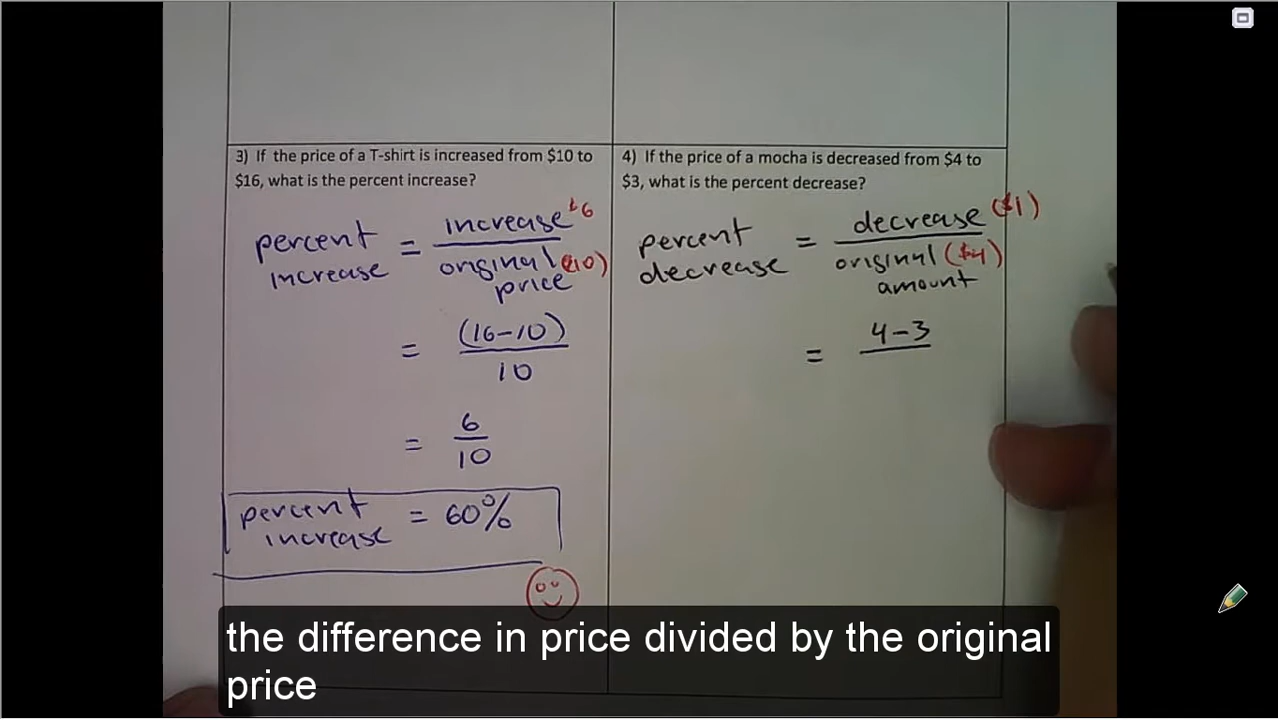 3) If the price of a T-shirt is increased from $10 to
$16, what is the percent increase?
percent increase = increase $6 / original price ($10)
= (16-10) / 10
= 6 / 10
percent increase = 60%
4) If the price of a mocha is decreased from $4 to
$3, what is the percent decrease?
percent decrease = decrease ($1) / original amount ($4)
= 4-3
the difference in price divided by the original
price